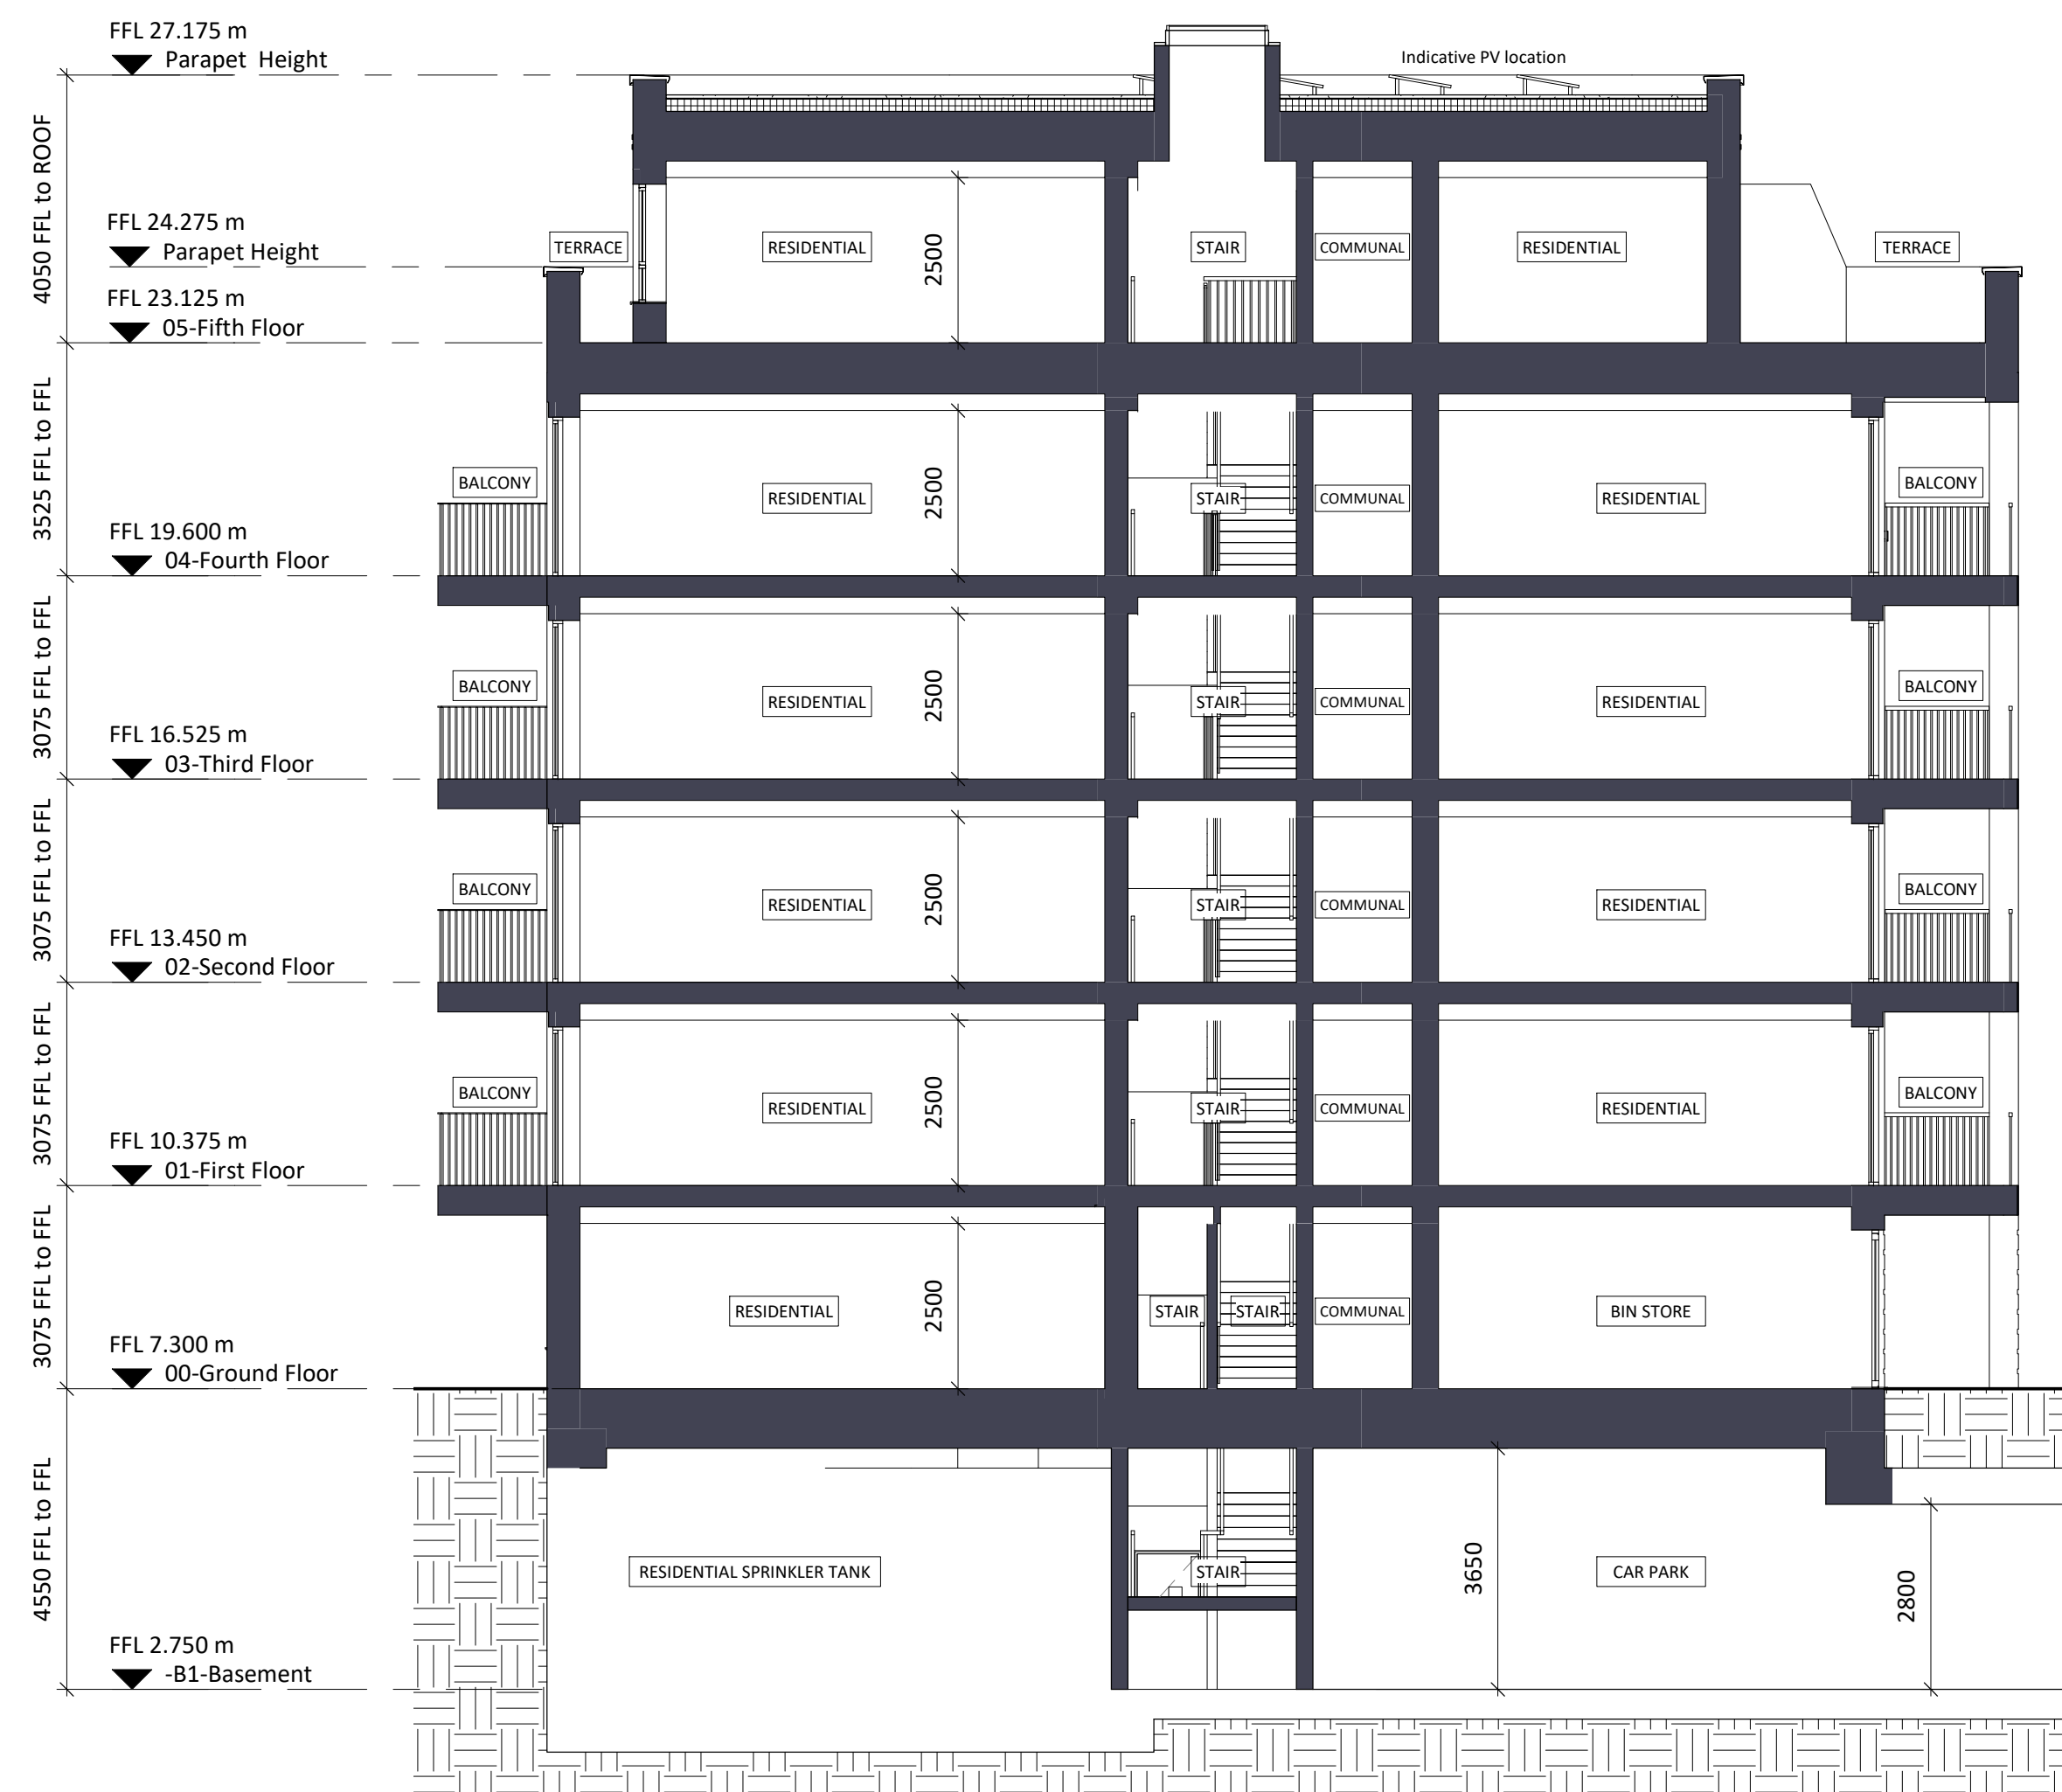 FFL 27.175 m
Parapet Height
Indicative PV location
4050 FFL to ROOF
FFL 24.275 m
Parapet Height
TERRACE
RESIDENTIAL
2500
STAIR
COMMUNAL
RESIDENTIAL
TERRACE
FFL 23.125 m
05-Fifth Floor
3525 FFL to FFL
BALCONY
RESIDENTIAL
2500
STAIR
COMMUNAL
RESIDENTIAL
BALCONY
FFL 19.600 m
04-Fourth Floor
3075 FFL to FFL
BALCONY
RESIDENTIAL
2500
STAIR
COMMUNAL
RESIDENTIAL
BALCONY
FFL 16.525 m
03-Third Floor
3075 FFL to FFL
BALCONY
RESIDENTIAL
2500
STAIR
COMMUNAL
RESIDENTIAL
BALCONY
FFL 13.450 m
02-Second Floor
3075 FFL to FFL
BALCONY
RESIDENTIAL
2500
STAIR
COMMUNAL
RESIDENTIAL
BALCONY
FFL 10.375 m
01-First Floor
3075 FFL to FFL
RESIDENTIAL
2500
STAIR
STAIR
COMMUNAL
BIN STORE
FFL 7.300 m
00-Ground Floor
4550 FFL to FFL
RESIDENTIAL SPRINKLER TANK
STAIR
3650
CAR PARK
2800
FFL 2.750 m
-B1-Basement